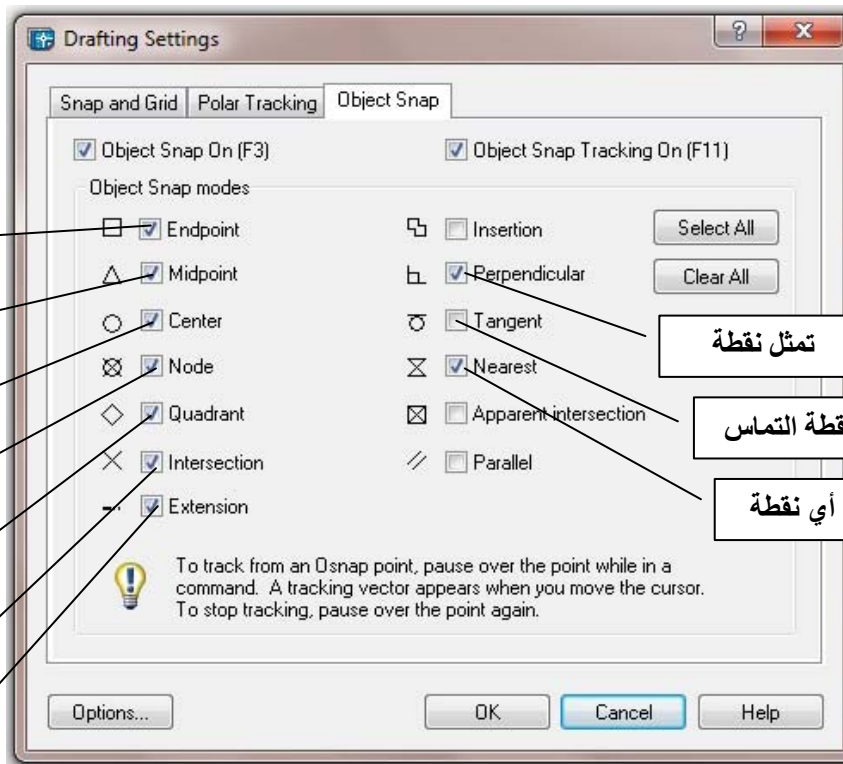 Drafting Settings
Snap and Grid Polar Tracking Object Snap
Object Snap On (F3) Object Snap Tracking On (F11)
Object Snap modes
Endpoint Insertion Select All
Midpoint Perpendicular Clear All
Center Tangent
تمثل نقطة
Node Nearest
Quadrant Apparent intersection
التماس
Intersection Parallel
أي نقطة
Extension
To track from an Osnap point, pause over the point while in a
command. A tracking vector appears when you move the cursor.
To stop tracking, pause over the point again.
Options... OK Cancel Help